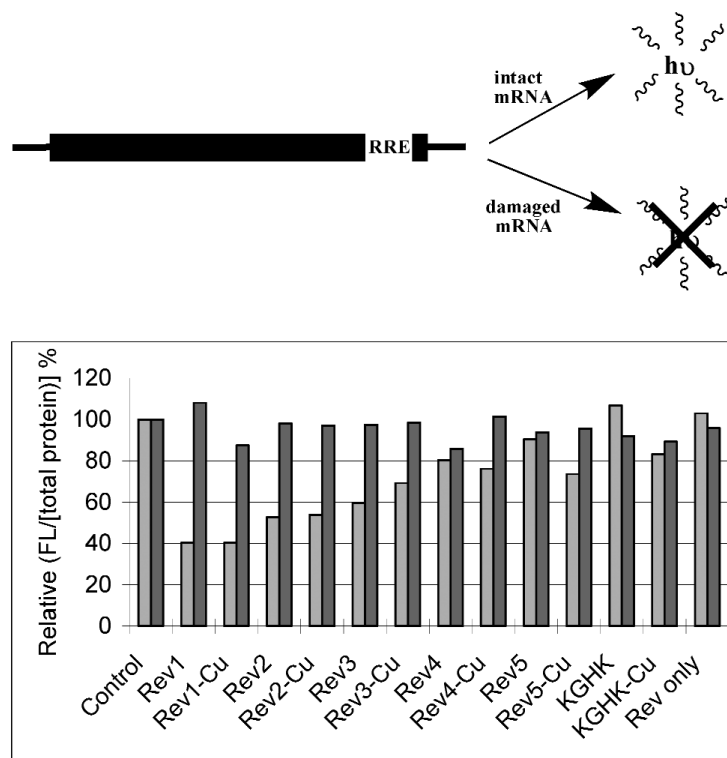 hυ
intact
mRNA
RRE
damaged
mRNA
Relative (FL/[total protein)] %
120
100
80
60
40
20
0
Control
Rev1
Rev1-Cu
Rev2
Rev2-Cu
Rev3
Rev3-Cu
Rev4
Rev4-Cu
Rev5
Rev5-Cu
KGHK
KGHK-Cu
Rev only